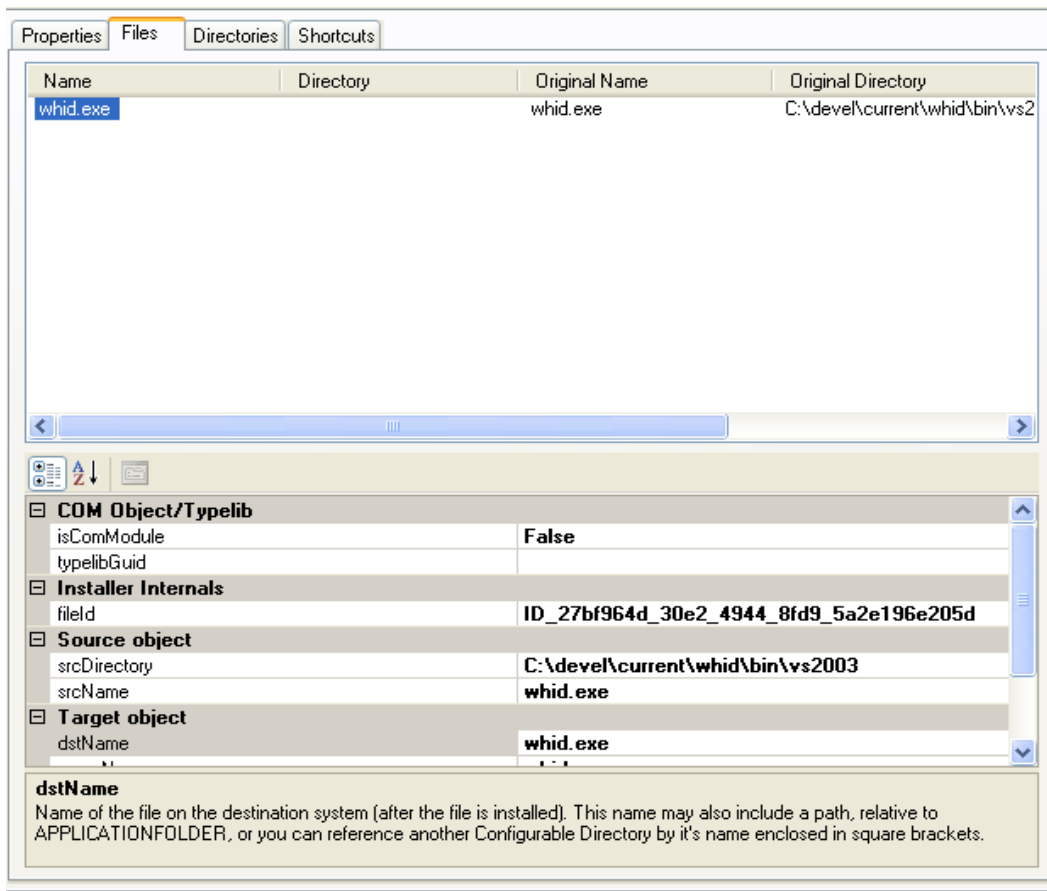 Properties Files Directories Shortcuts
Name Directory Original Name Original Directory
whid.exe whid.exe C:\devel\current\whid\bin\vs2
COM Object/Typelib
isComModule False
typelibGuid
Installer Internals
fileId ID_27bf964d_30e2_4944_8fd9_5a2e196e205d
Source object
srcDirectory C:\devel\current\whid\bin\vs2003
srcName whid.exe
Target object
dstName whid.exe
dstName
Name of the file on the destination system (after the file is installed). This name may also include a path, relative to
APPLICATIONFOLDER, or you can reference another Configurable Directory by it's name enclosed in square brackets.